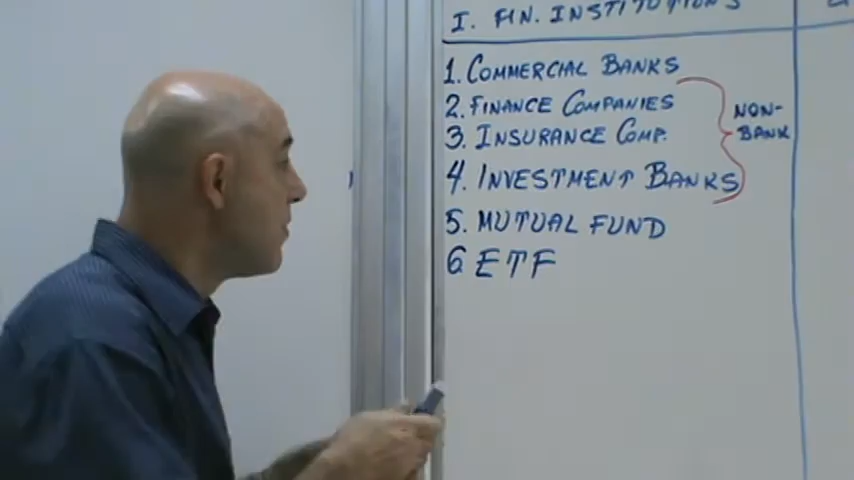 I. FIN. INSTITUTIONS
1. COMMERCIAL BANKS
2. FINANCE COMPANIES
3. INSURANCE COMP.
4. INVESTMENT BANKS
NON-
BANK
5. MUTUAL FUND
6 ETF